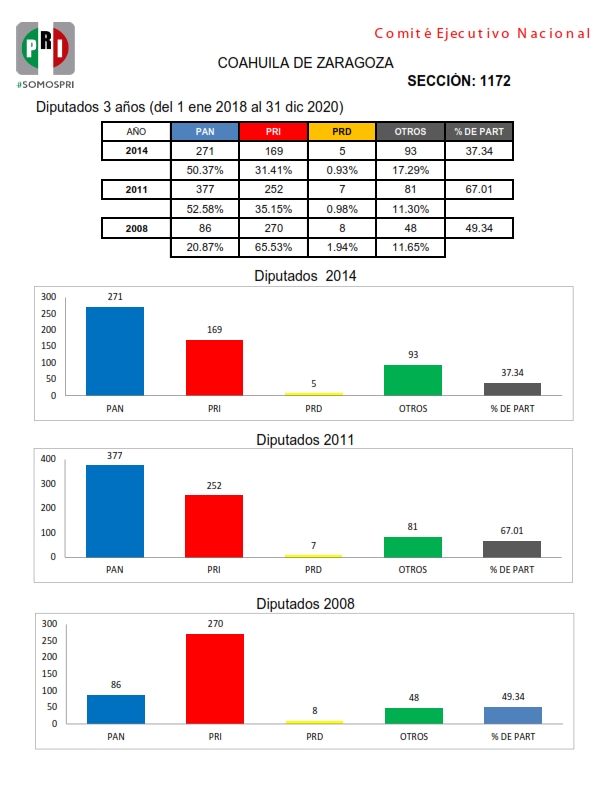 PRI
#SOMOSPRI
Comité Ejecutivo Nacional
COAHUILA DE ZARAGOZA
SECCIÓN: 1172
Diputados 3 años (del 1 ene 2018 al 31 dic 2020)
AÑO PAN PRI PRD OTROS % DE PART
2014 271 169 5 93 37.34
50.37% 31.41% 0.93% 17.29%
2011 377 252 7 81 67.01
52.58% 35.15% 0.98% 11.30%
2008 86 270 8 48 49.34
20.87% 65.53% 1.94% 11.65%
Diputados 2014
300
250
200
150
100
50
0
271
169
5
93
37.34
PAN PRI PRD OTROS % DE PART
Diputados 2011
400
300
200
100
0
377
252
7
81
67.01
PAN PRI PRD OTROS % DE PART
Diputados 2008
300
250
200
150
100
50
0
86
270
8
48
49.34
PAN PRI PRD OTROS % DE PART